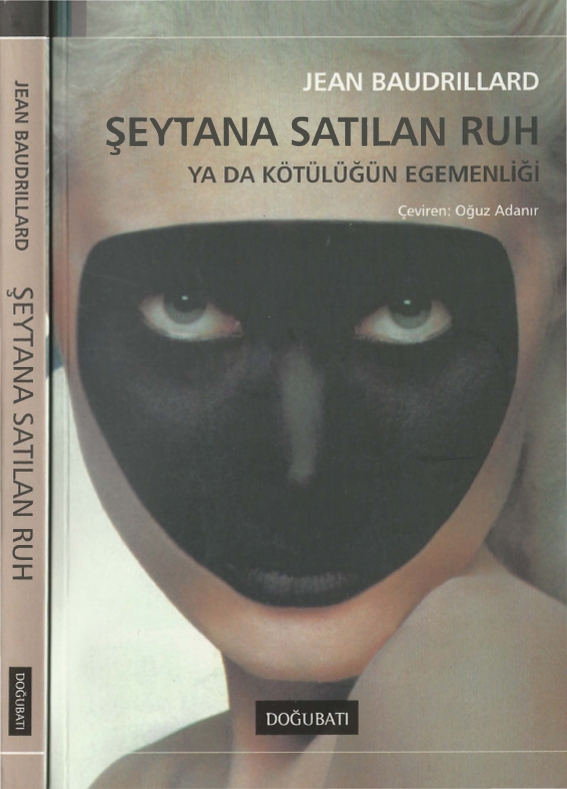 JEAN BAUDRILLARD
ŞEYTANA SATILAN RUH
DOĞUBATI
JEAN BAUDRILLARD
ŞEYTANA SATILAN RUH
YA DA KÖTÜLÜĞÜN EGEMENLİĞİ
Çeviren: Oğuz Adanır
DOĞUBATI